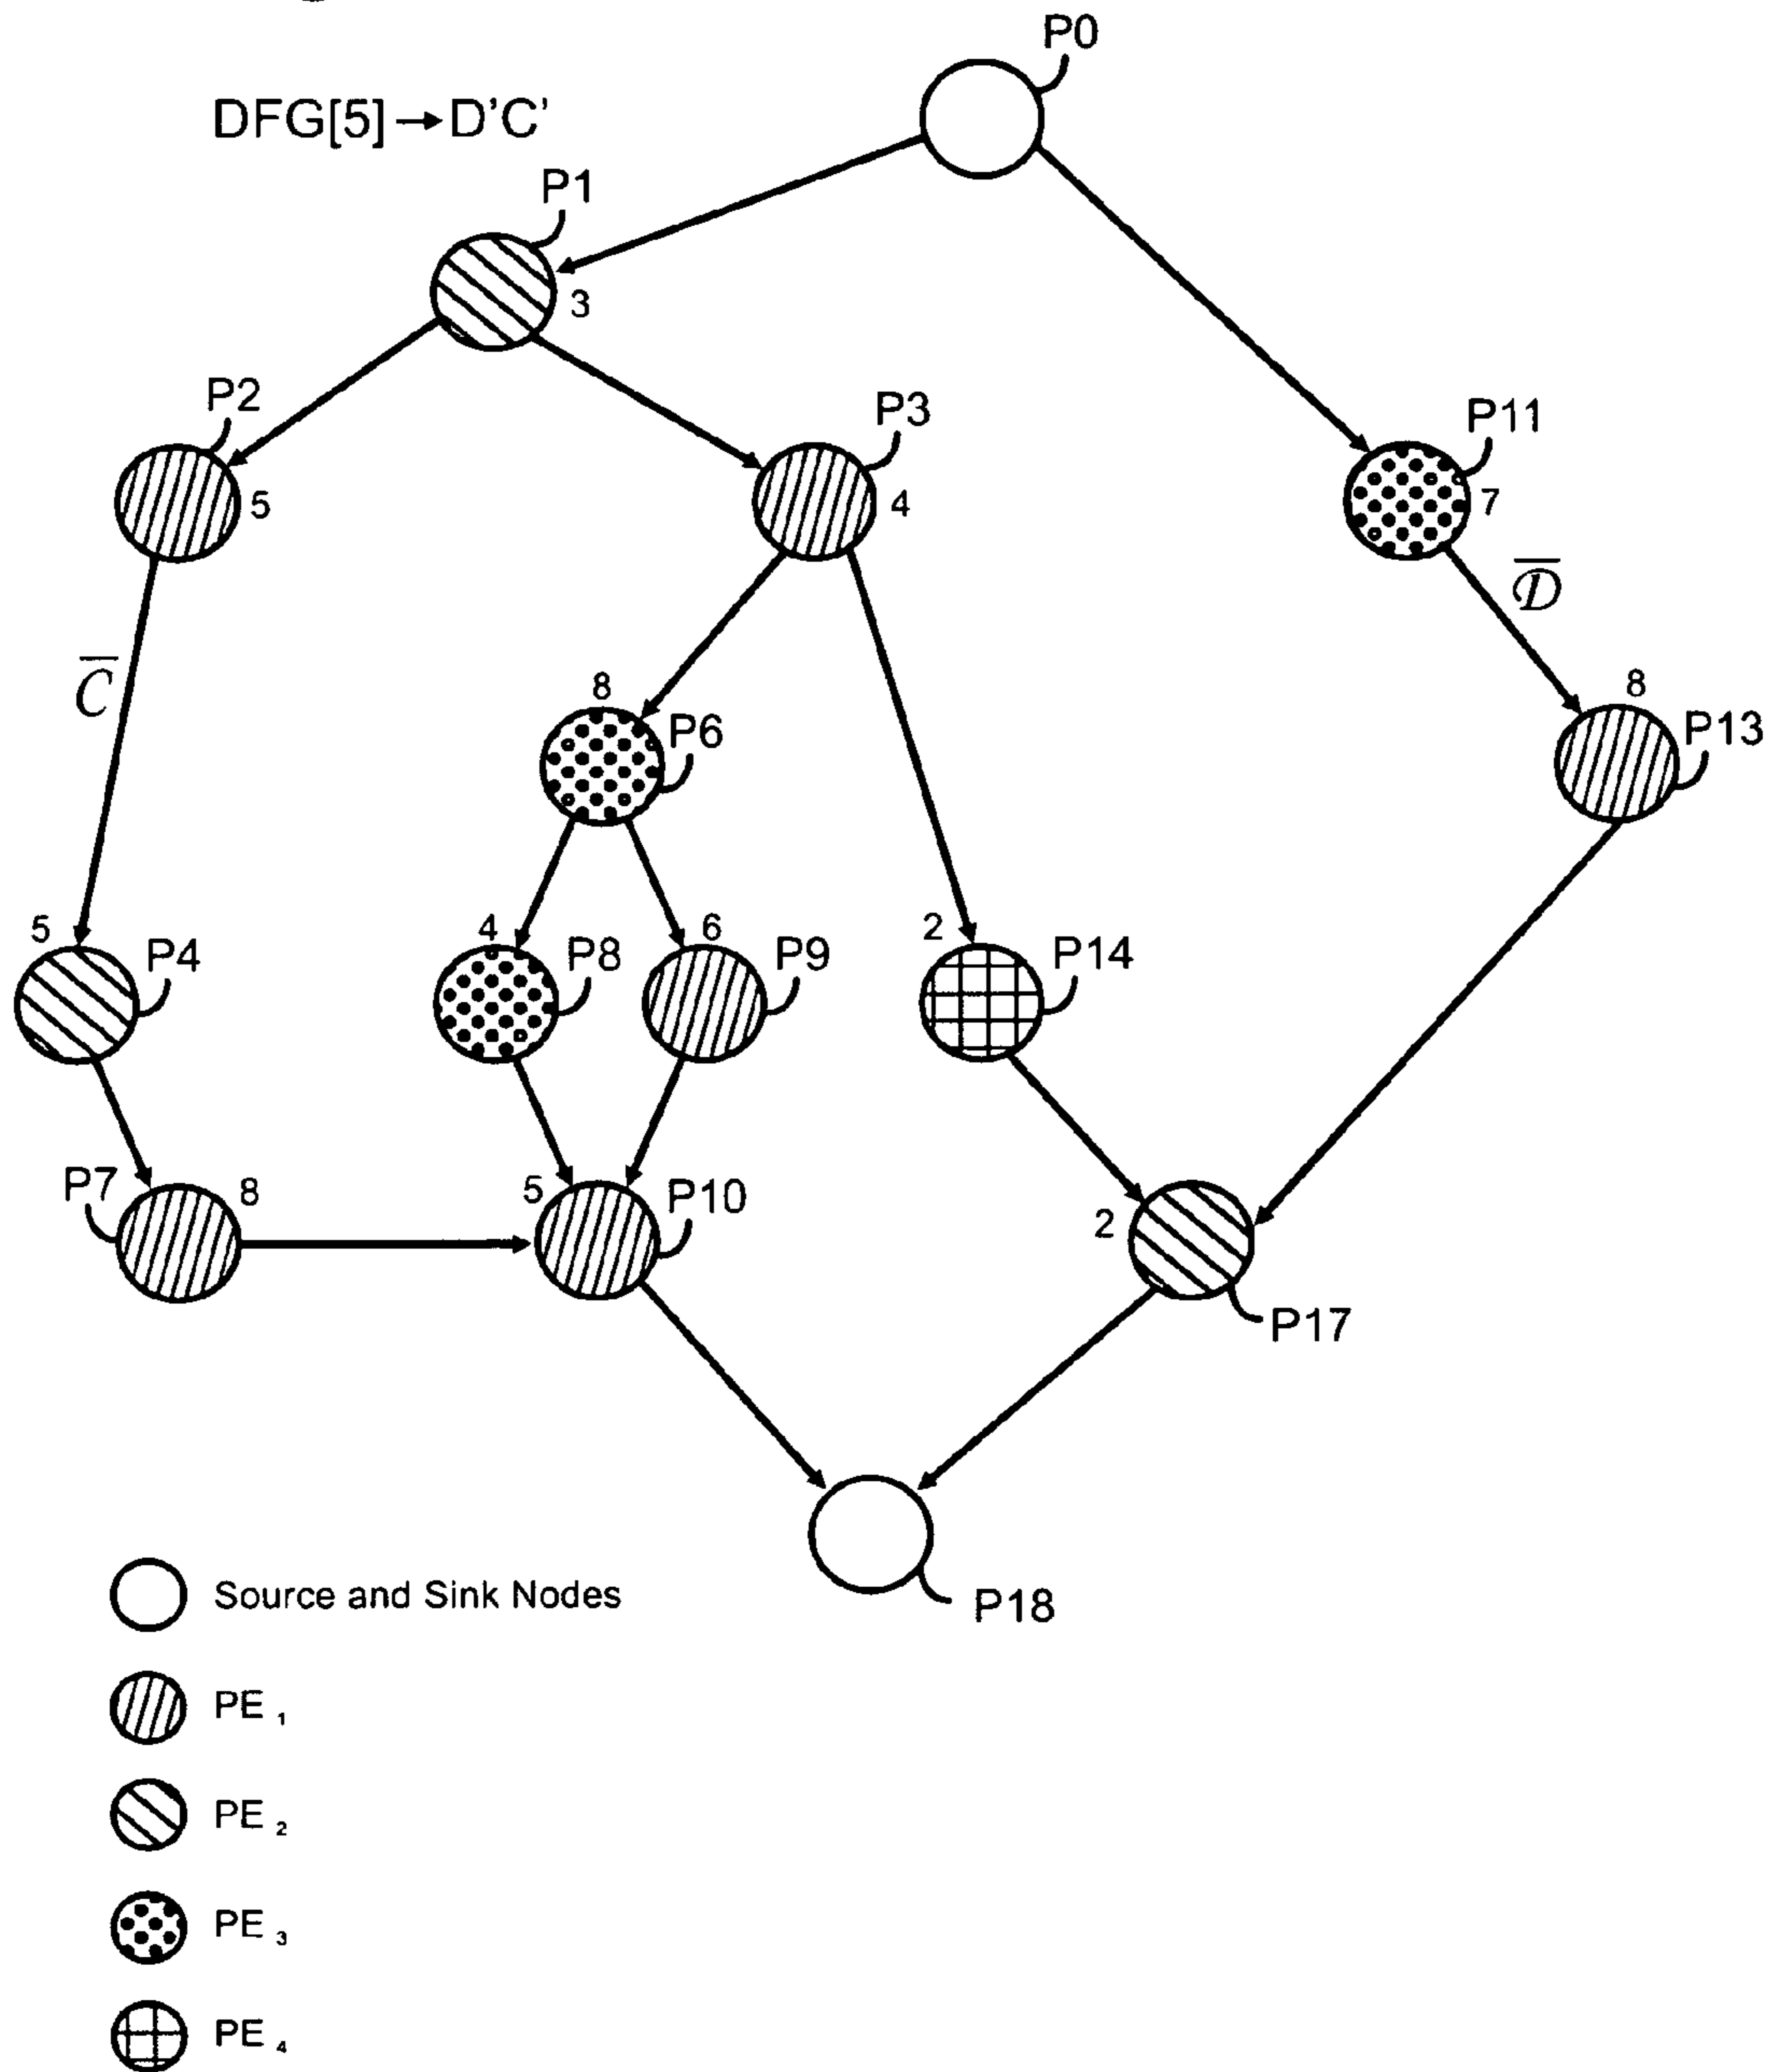 P0
DFG[5]→D'C'
P1
3
P2
P3
P11
5
4
7
D̅
C̅
8
8
P6
P13
5
4
6
2
P4
P8
P9
P14
P7
8
5
P10
2
P17
P18
Source and Sink Nodes
PE ₁
PE ₂
PE ₃
PE ₄